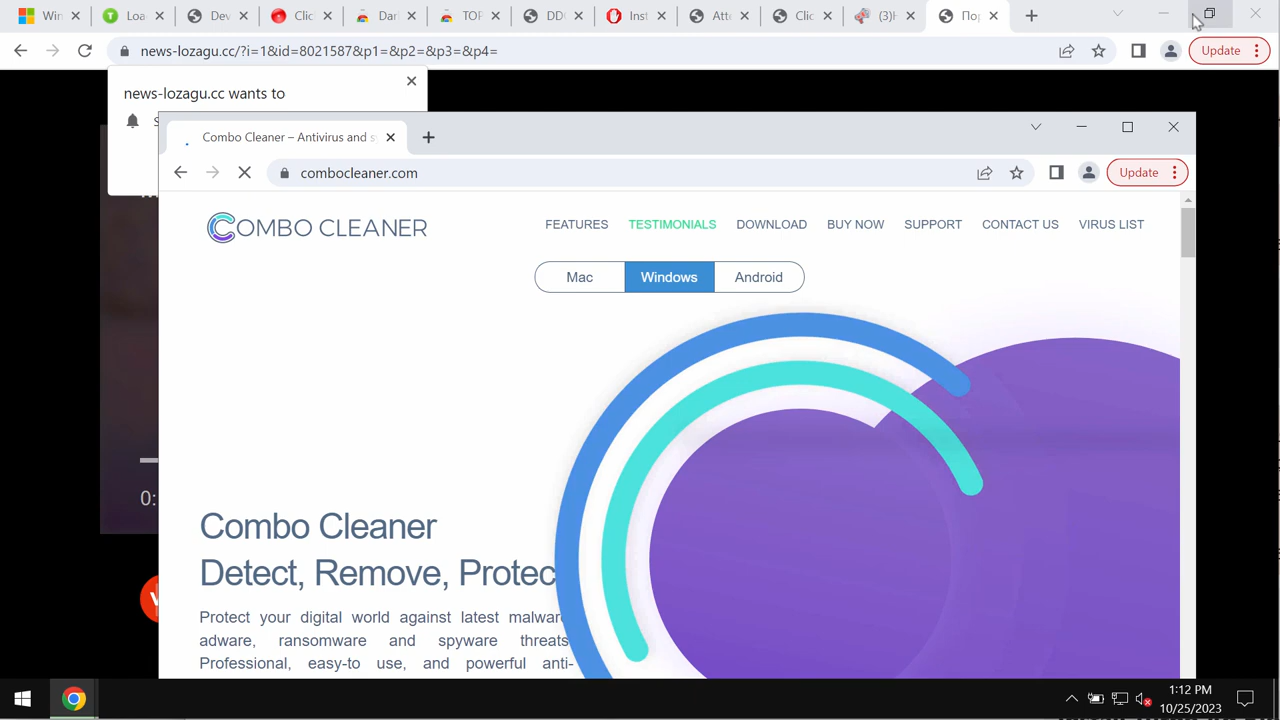 Win
Loa
Dev
Clic
Dar
TOP
DDO
Inst
Clic
(3)
Пор
news-lozagu.cc/?i=1&id=8021587&p1=&p2=&p3=&p4=
Update
news-lozagu.cc wants to
Combo Cleaner – Antivirus and s
combocleaner.com
Update
COMBO CLEANER
FEATURES
TESTIMONIALS
DOWNLOAD
BUY NOW
SUPPORT
CONTACT US
VIRUS LIST
Mac
Windows
Android
0:
Combo Cleaner
Detect, Remove, Protec
Protect your digital world against latest malware
adware, ransomware and spyware threats
Professional, easy-to use, and powerful anti-
1:12 PM
10/25/2023